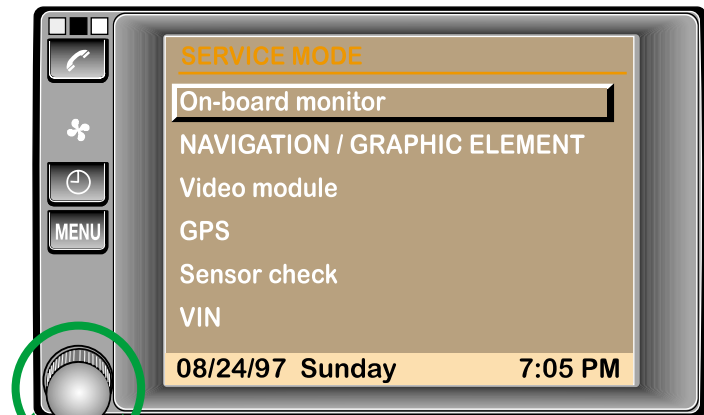 SERVICE MODE
On-board monitor
NAVIGATION / GRAPHIC ELEMENT
Video module
GPS
MENU
Sensor check
VIN
08/24/97 Sunday 7:05 PM